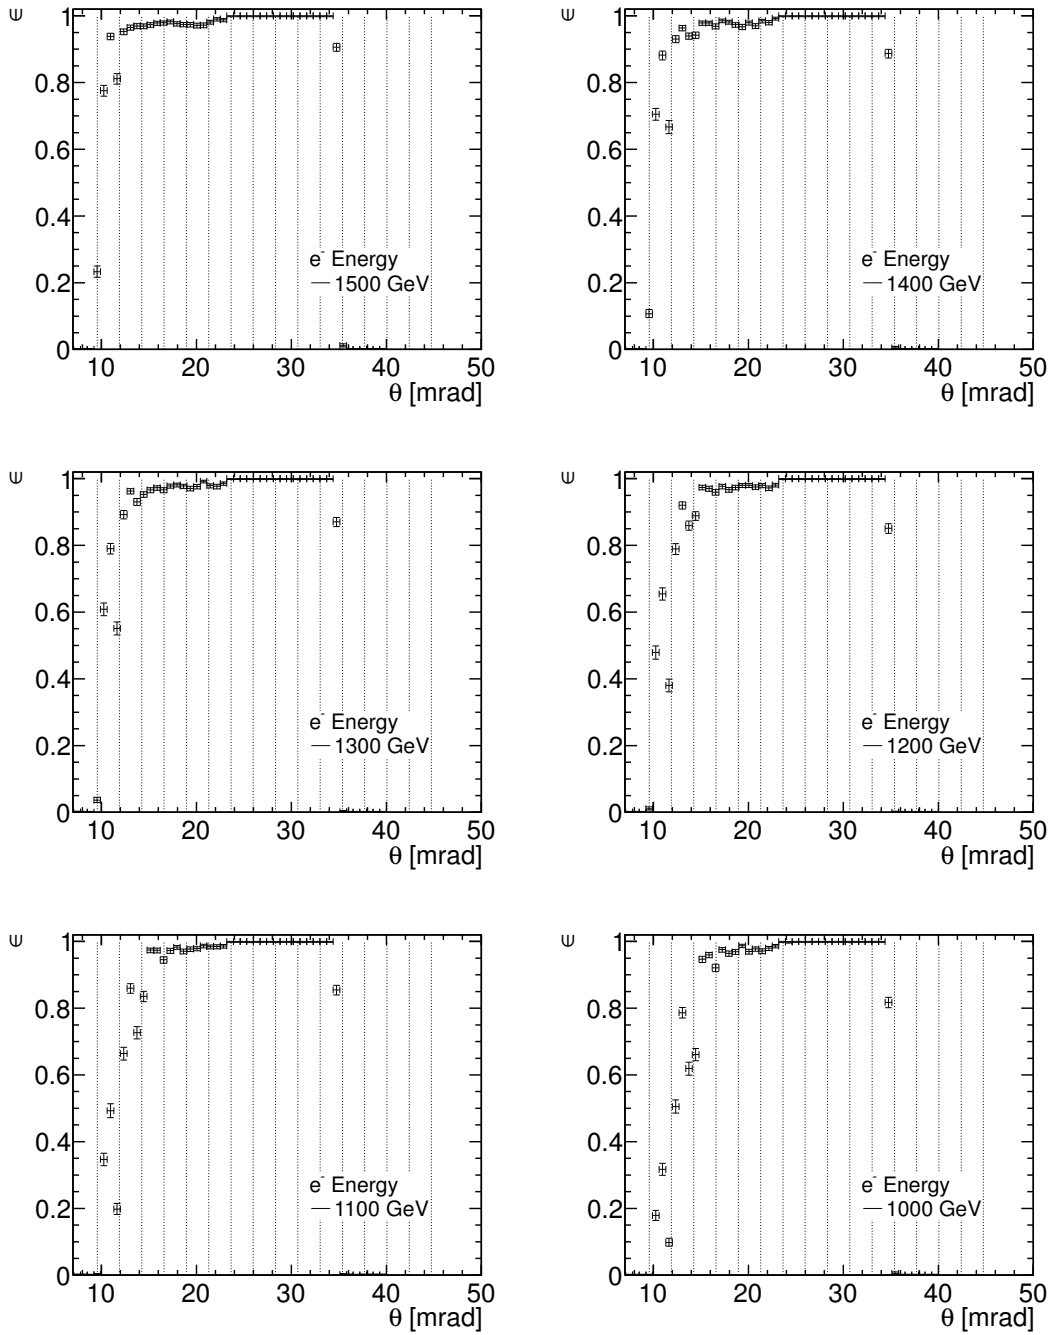 ∈ 1
0.8
0.6
0.4
e⁻ Energy
— 1500 GeV
0.2
0
10 20 30 40 50
θ [mrad]
∈ 1
0.8
0.6
0.4
e⁻ Energy
— 1400 GeV
0.2
0
10 20 30 40 50
θ [mrad]
∈ 1
0.8
0.6
0.4
e⁻ Energy
— 1300 GeV
0.2
0
10 20 30 40 50
θ [mrad]
∈ 1
0.8
0.6
0.4
e⁻ Energy
— 1200 GeV
0.2
0
10 20 30 40 50
θ [mrad]
∈ 1
0.8
0.6
0.4
e⁻ Energy
— 1100 GeV
0.2
0
10 20 30 40 50
θ [mrad]
∈ 1
0.8
0.6
0.4
e⁻ Energy
— 1000 GeV
0.2
0
10 20 30 40 50
θ [mrad]